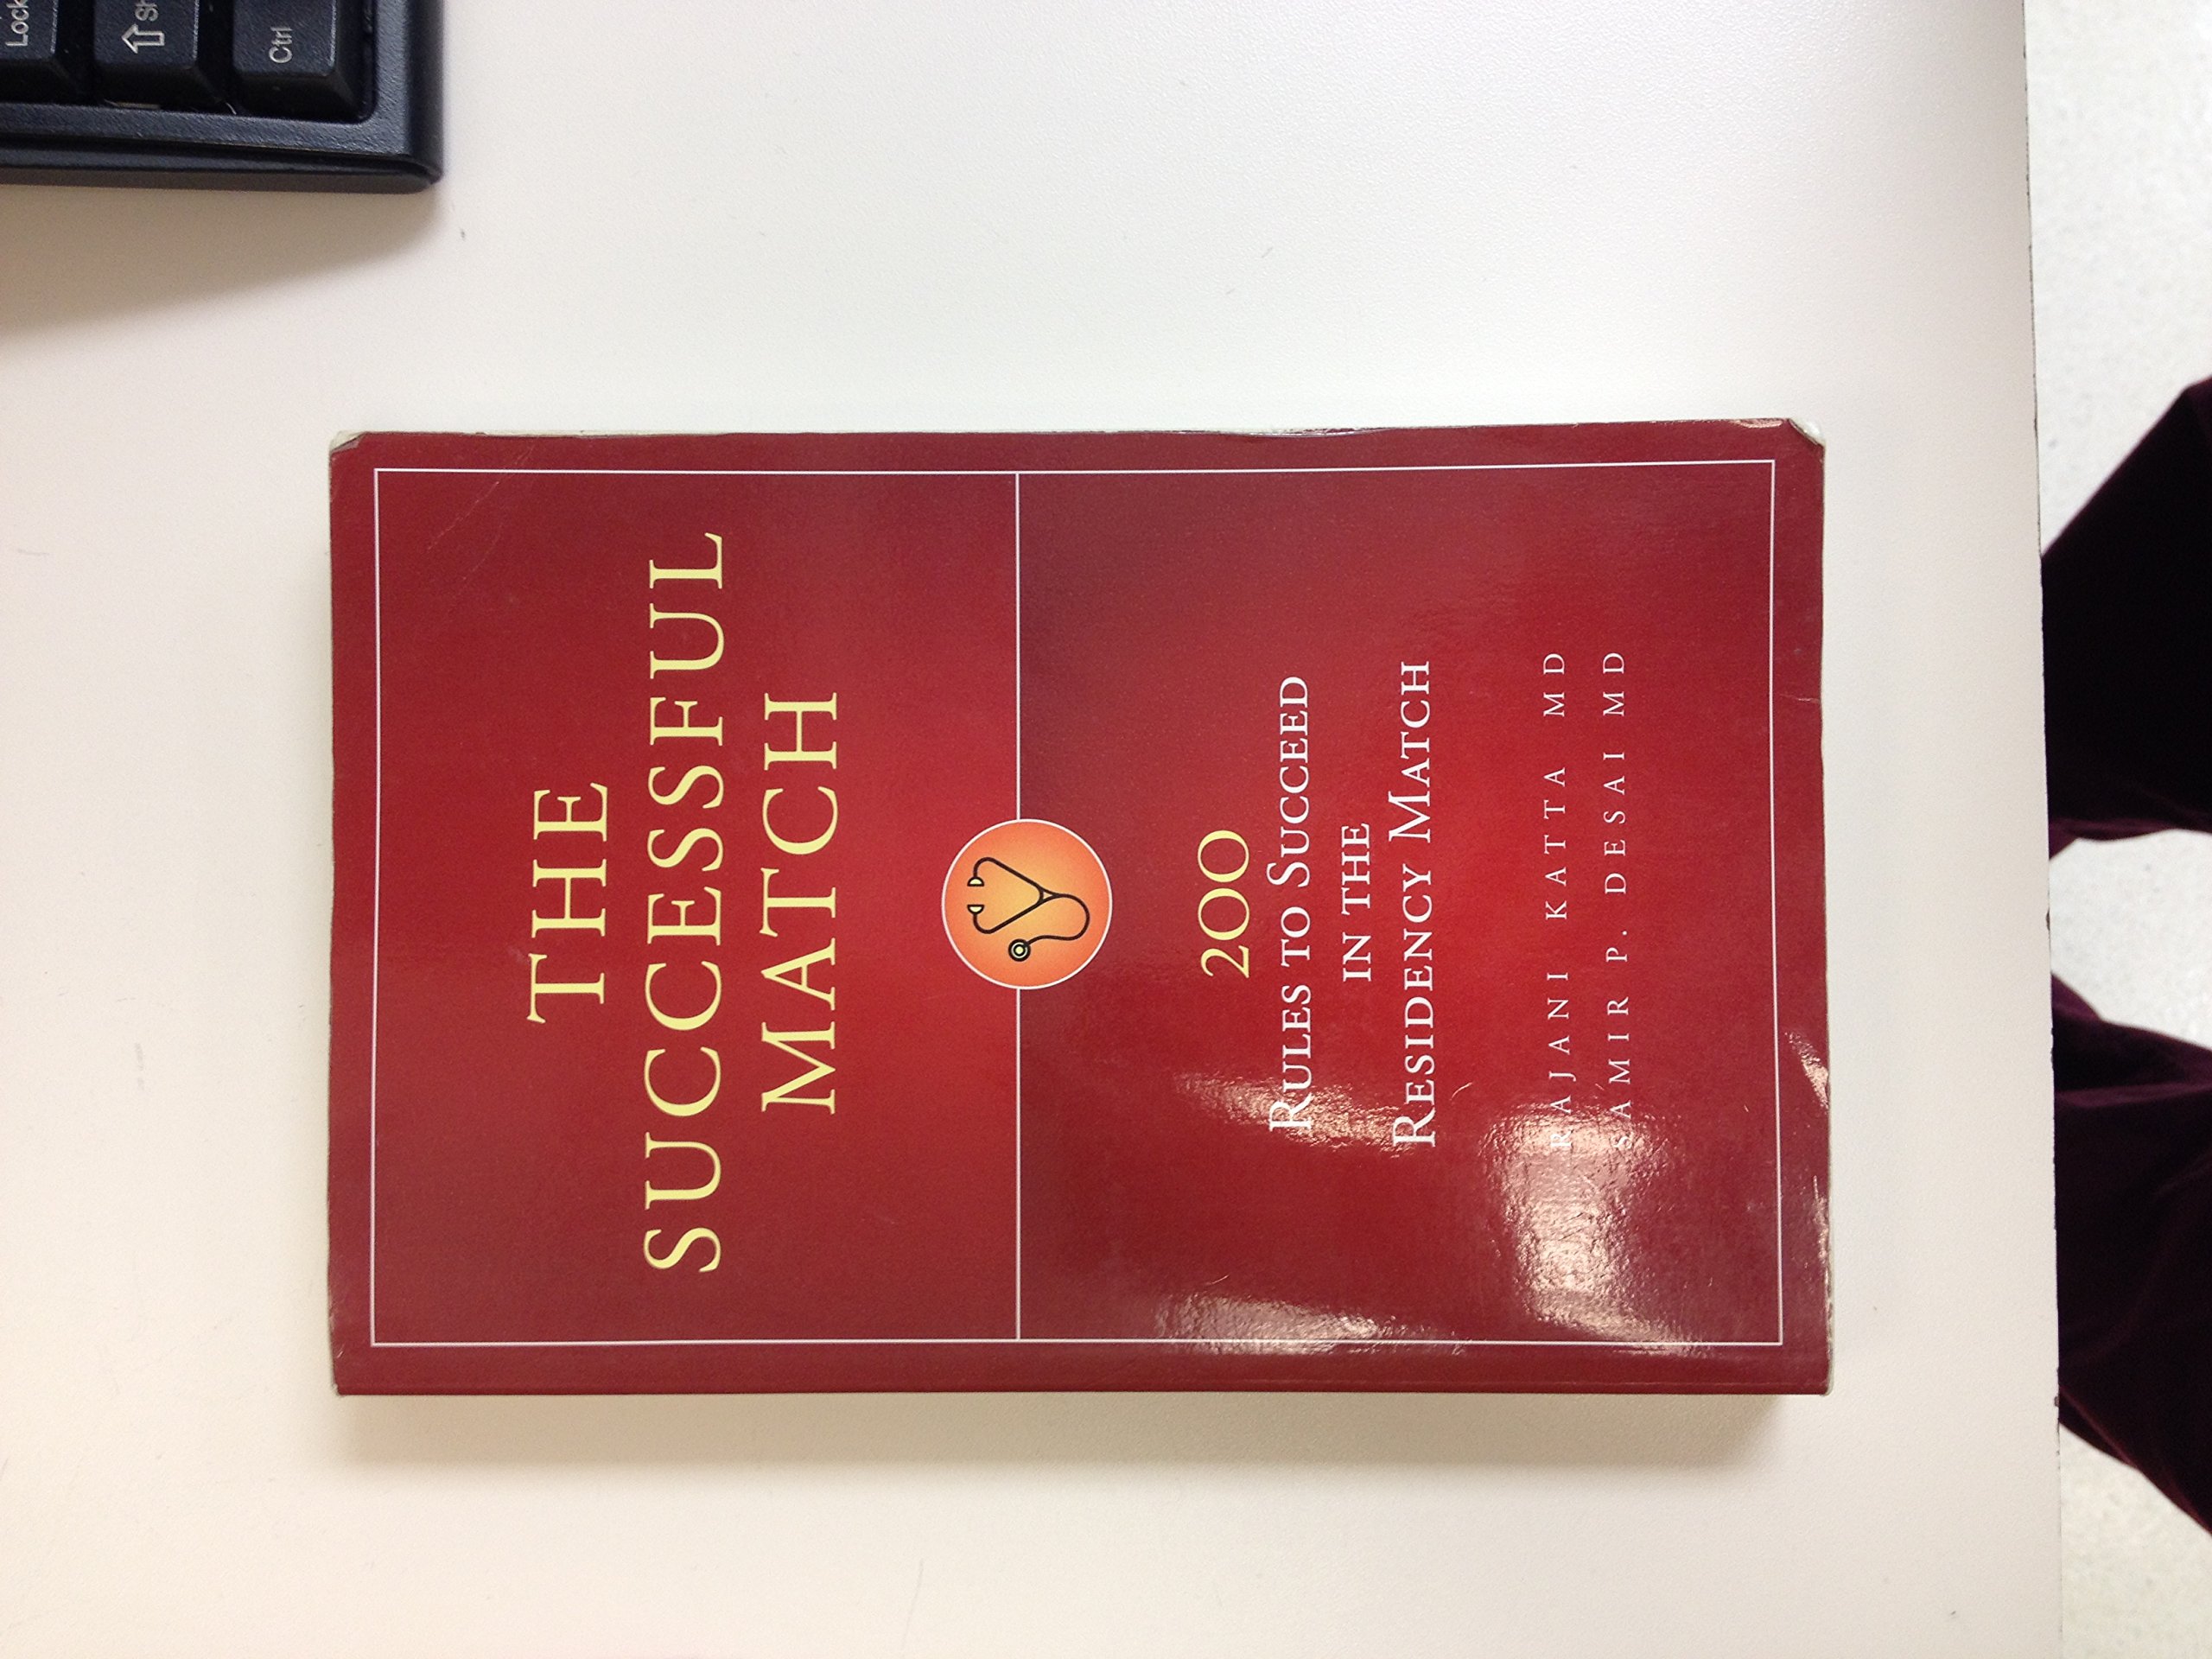 Lock
Sh
Ctrl
THE
SUCCESSFUL
MATCH
200
RULES TO SUCCEED
IN THE
RESIDENCY MATCH
RAJANI KATTA MD
SAMIR P. DESAI MD